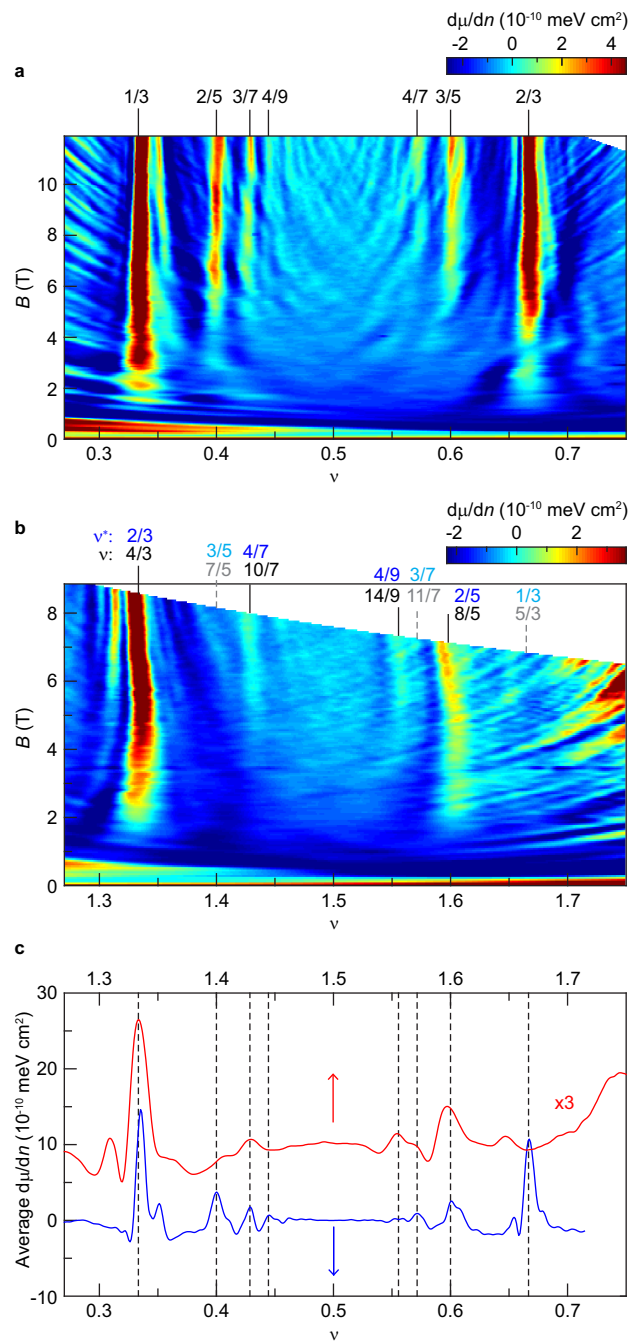 dμ/dn (10⁻¹⁰ meV cm²)
-2 0 2 4
a
1/3 2/5 3/7 4/9 4/7 3/5 2/3
10
8
6
4
2
0
B (T)
0.3 0.4 0.5 0.6 0.7
ν
dμ/dn (10⁻¹⁰ meV cm²)
-2 0 2
b
ν*: 2/3 3/5 4/7 4/9 3/7 2/5 1/3
ν: 4/3 7/5 10/7 14/9 11/7 8/5 5/3
8
6
4
2
0
B (T)
1.3 1.4 1.5 1.6 1.7
ν
c
1.3 1.4 1.5 1.6 1.7
30
20
10
0
-10
Average dμ/dn (10⁻¹⁰ meV cm²)
x3
0.3 0.4 0.5 0.6 0.7
ν